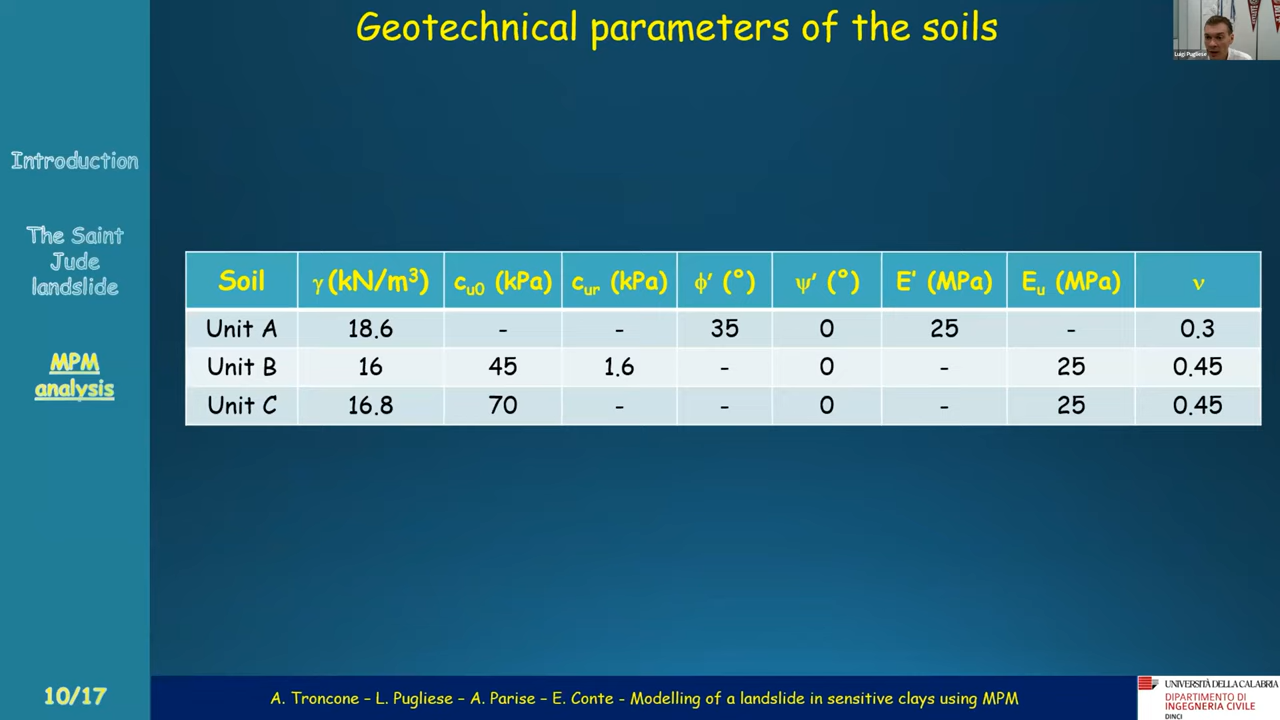 Geotechnical parameters of the soils
Luigi Pugliese
Introduction
The Saint
Jude
landslide
MPM
analysis
Soil γ (kN/m³) cu0 (kPa) cur (kPa) ϕ' (°) ψ' (°) E' (MPa) Eu (MPa) ν
Unit A 18.6 - - 35 0 25 - 0.3
Unit B 16 45 1.6 - 0 - 25 0.45
Unit C 16.8 70 - - 0 - 25 0.45
10/17
A. Troncone – L. Pugliese – A. Parise – E. Conte - Modelling of a landslide in sensitive clays using MPM
UNIVERSITÀ DELLA CALABRIA
DIPARTIMENTO DI
INGEGNERIA CIVILE
DINCI